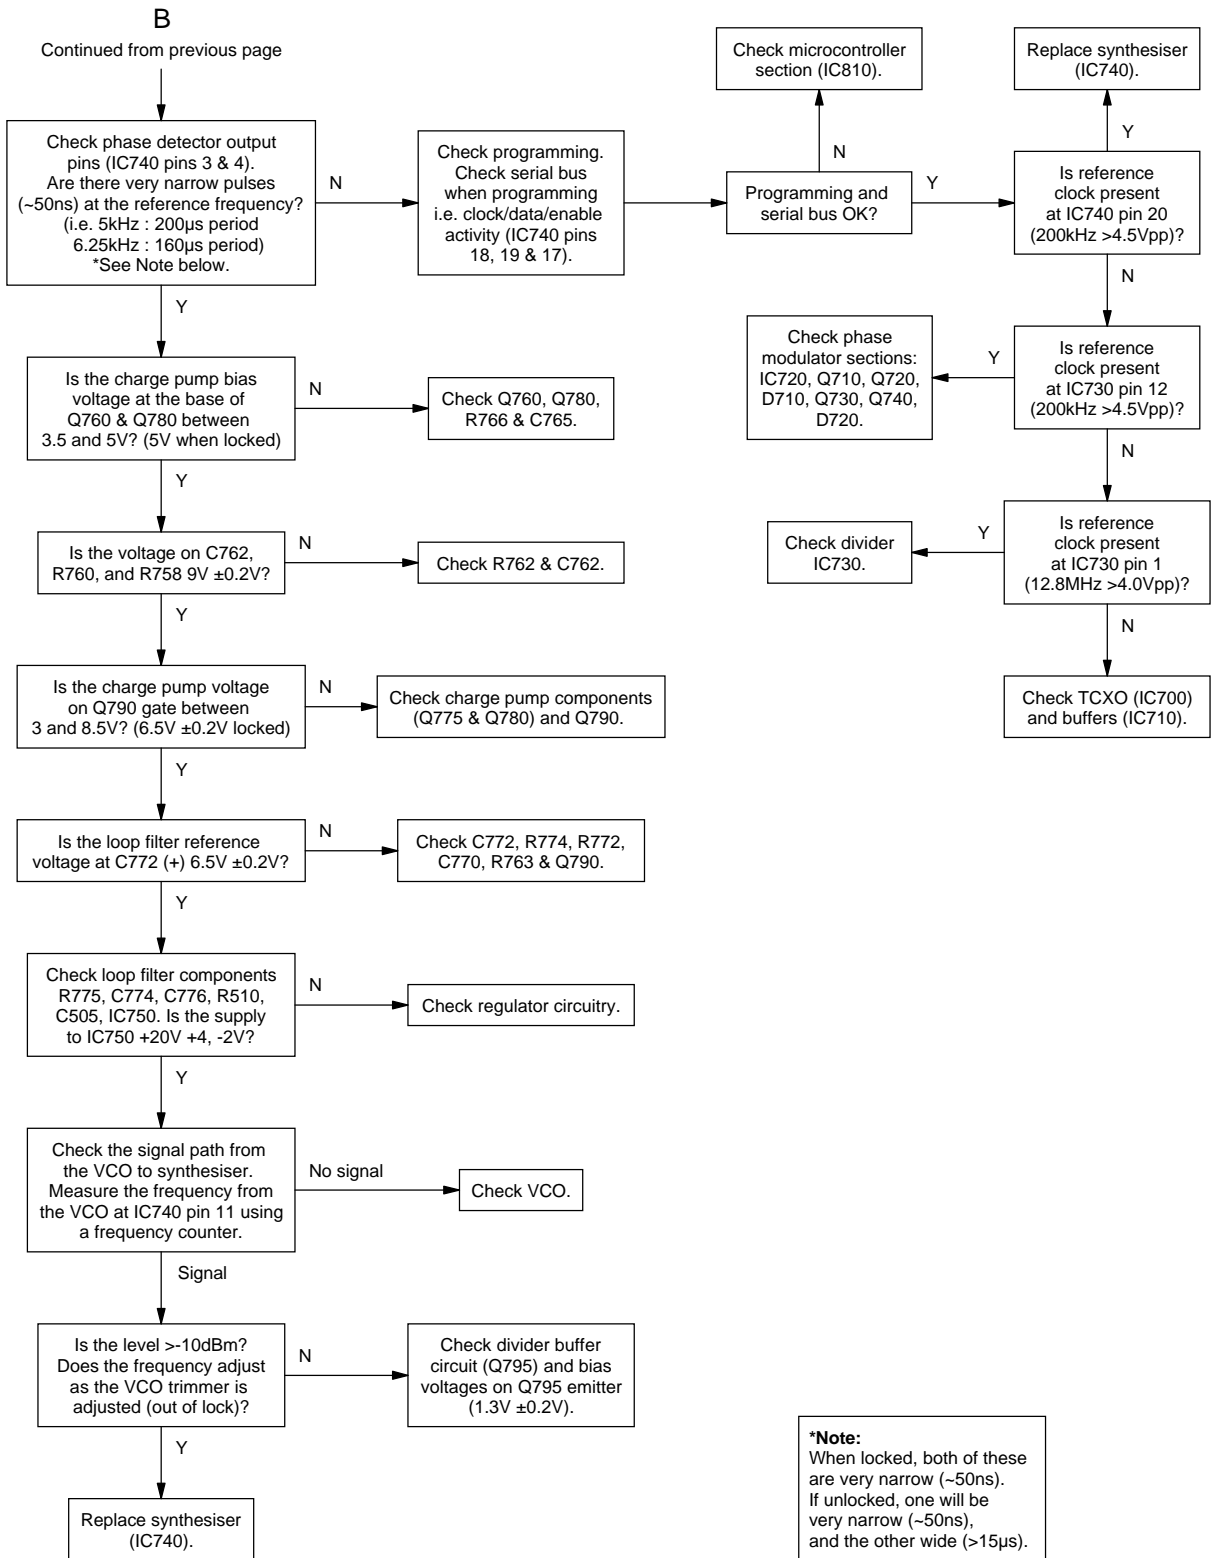 B
Continued from previous page
Check phase detector output
pins (IC740 pins 3 & 4).
Are there very narrow pulses
(~50ns) at the reference frequency?
(i.e. 5kHz : 200µs period
6.25kHz : 160µs period)
*See Note below.
N
Check programming.
Check serial bus
when programming
i.e. clock/data/enable
activity (IC740 pins
18, 19 & 17).
Programming and
serial bus OK?
N
Check microcontroller
section (IC810).
Y
Is reference
clock present
at IC740 pin 20
(200kHz >4.5Vpp)?
Y
Replace synthesiser
(IC740).
N
Is reference
clock present
at IC730 pin 12
(200kHz >4.5Vpp)?
Y
Check phase
modulator sections:
IC720, Q710, Q720,
D710, Q730, Q740,
D720.
N
Is reference
clock present
at IC730 pin 1
(12.8MHz >4.0Vpp)?
Y
Check divider
IC730.
N
Check TCXO (IC700)
and buffers (IC710).
Y
Is the charge pump bias
voltage at the base of
Q760 & Q780 between
3.5 and 5V? (5V when locked)
N
Check Q760, Q780,
R766 & C765.
Y
Is the voltage on C762,
R760, and R758 9V ±0.2V?
N
Check R762 & C762.
Y
Is the charge pump voltage
on Q790 gate between
3 and 8.5V? (6.5V ±0.2V locked)
N
Check charge pump components
(Q775 & Q780) and Q790.
Y
Is the loop filter reference
voltage at C772 (+) 6.5V ±0.2V?
N
Check C772, R774, R772,
C770, R763 & Q790.
Y
Check loop filter components
R775, C774, C776, R510,
C505, IC750. Is the supply
to IC750 +20V +4, -2V?
N
Check regulator circuitry.
Y
Check the signal path from
the VCO to synthesiser.
Measure the frequency from
the VCO at IC740 pin 11 using
a frequency counter.
No signal
Check VCO.
Signal
Is the level >-10dBm?
Does the frequency adjust
as the VCO trimmer is
adjusted (out of lock)?
N
Check divider buffer
circuit (Q795) and bias
voltages on Q795 emitter
(1.3V ±0.2V).
Y
Replace synthesiser
(IC740).
*Note:
When locked, both of these
are very narrow (~50ns).
If unlocked, one will be
very narrow (~50ns),
and the other wide (>15µs).